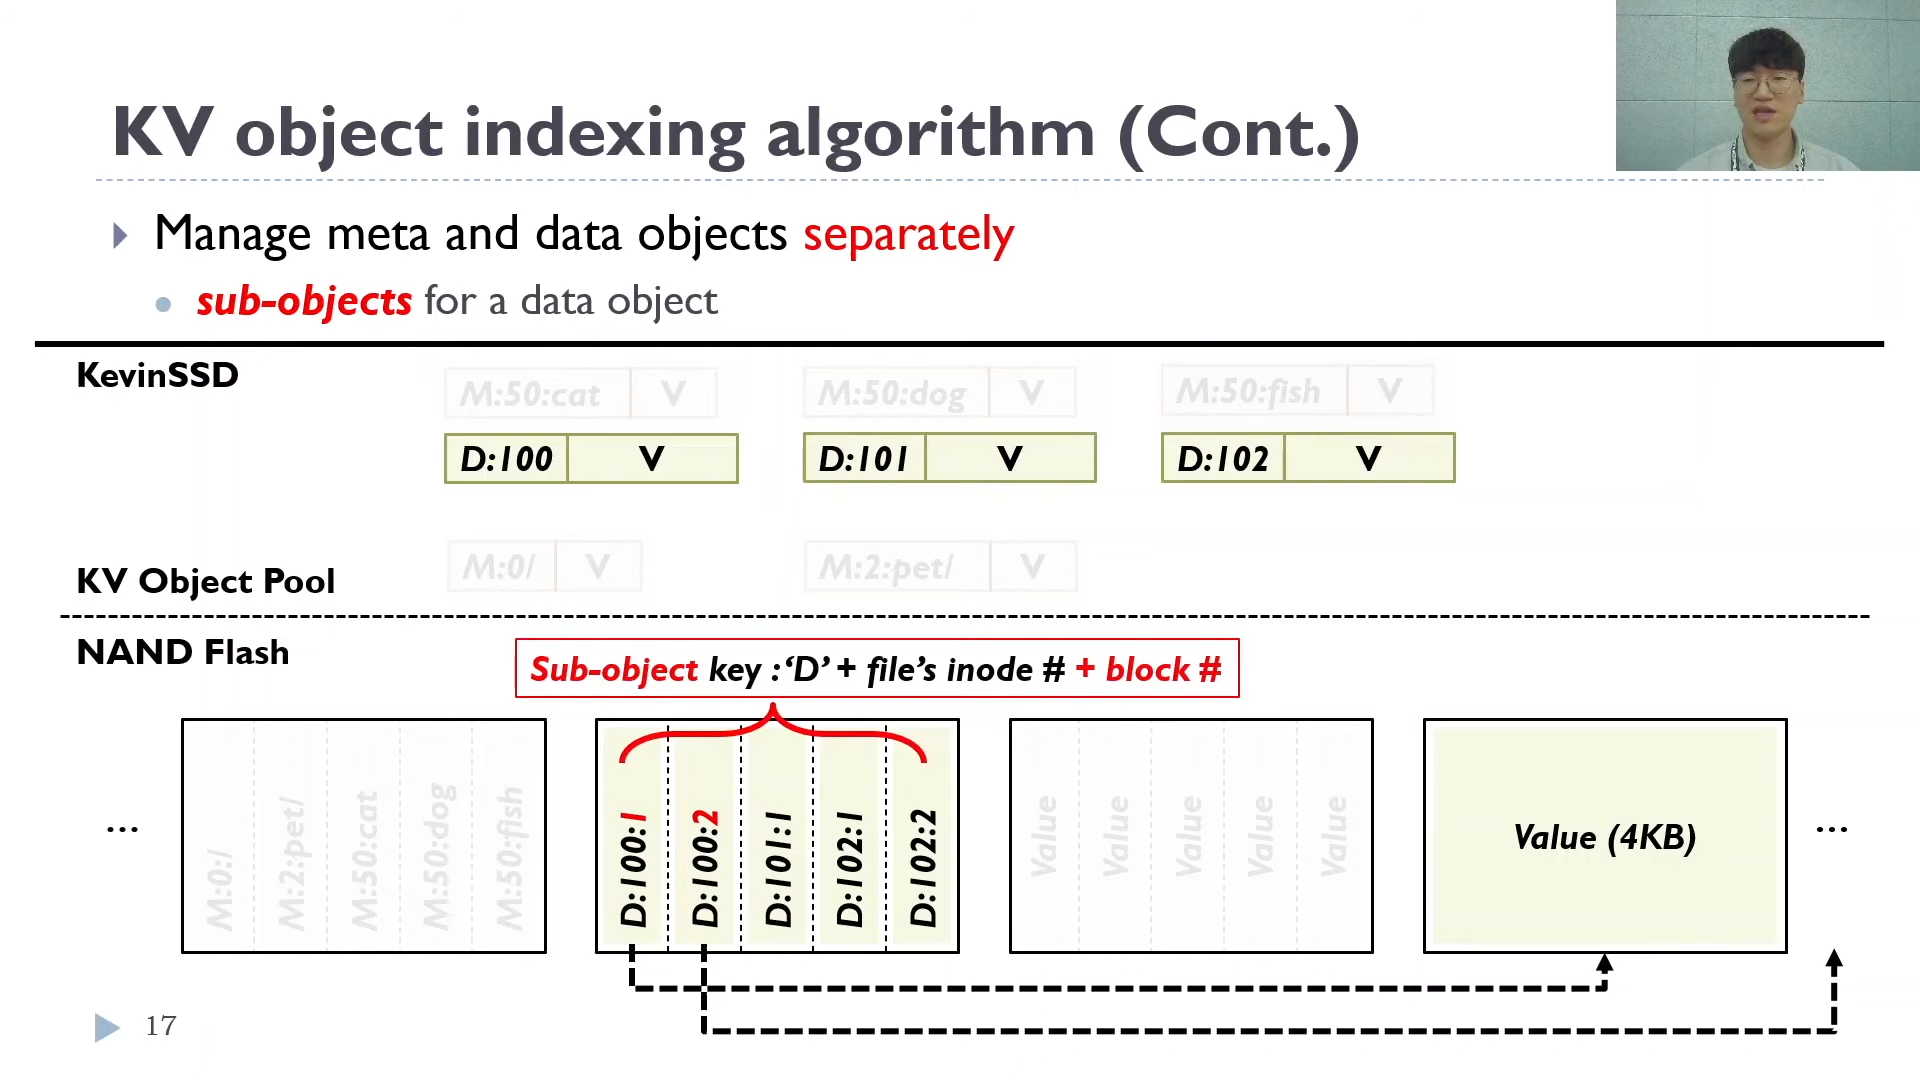 KV object indexing algorithm (Cont.)
Manage meta and data objects separately
sub-objects for a data object
KevinSSD
M:50:cat V
M:50:dog V
M:50:fish V
D:100 V
D:101 V
D:102 V
M:0/ V
M:2:pet/ V
KV Object Pool
NAND Flash
Sub-object key :‘D’ + file’s inode # + block #
...
M:0:/
M:2:pet/
M:50:cat
M:50:dog
M:50:fish
D:100:1
D:100:2
D:101:1
D:102:1
D:102:2
Value
Value
Value
Value
Value
Value (4KB)
...
17